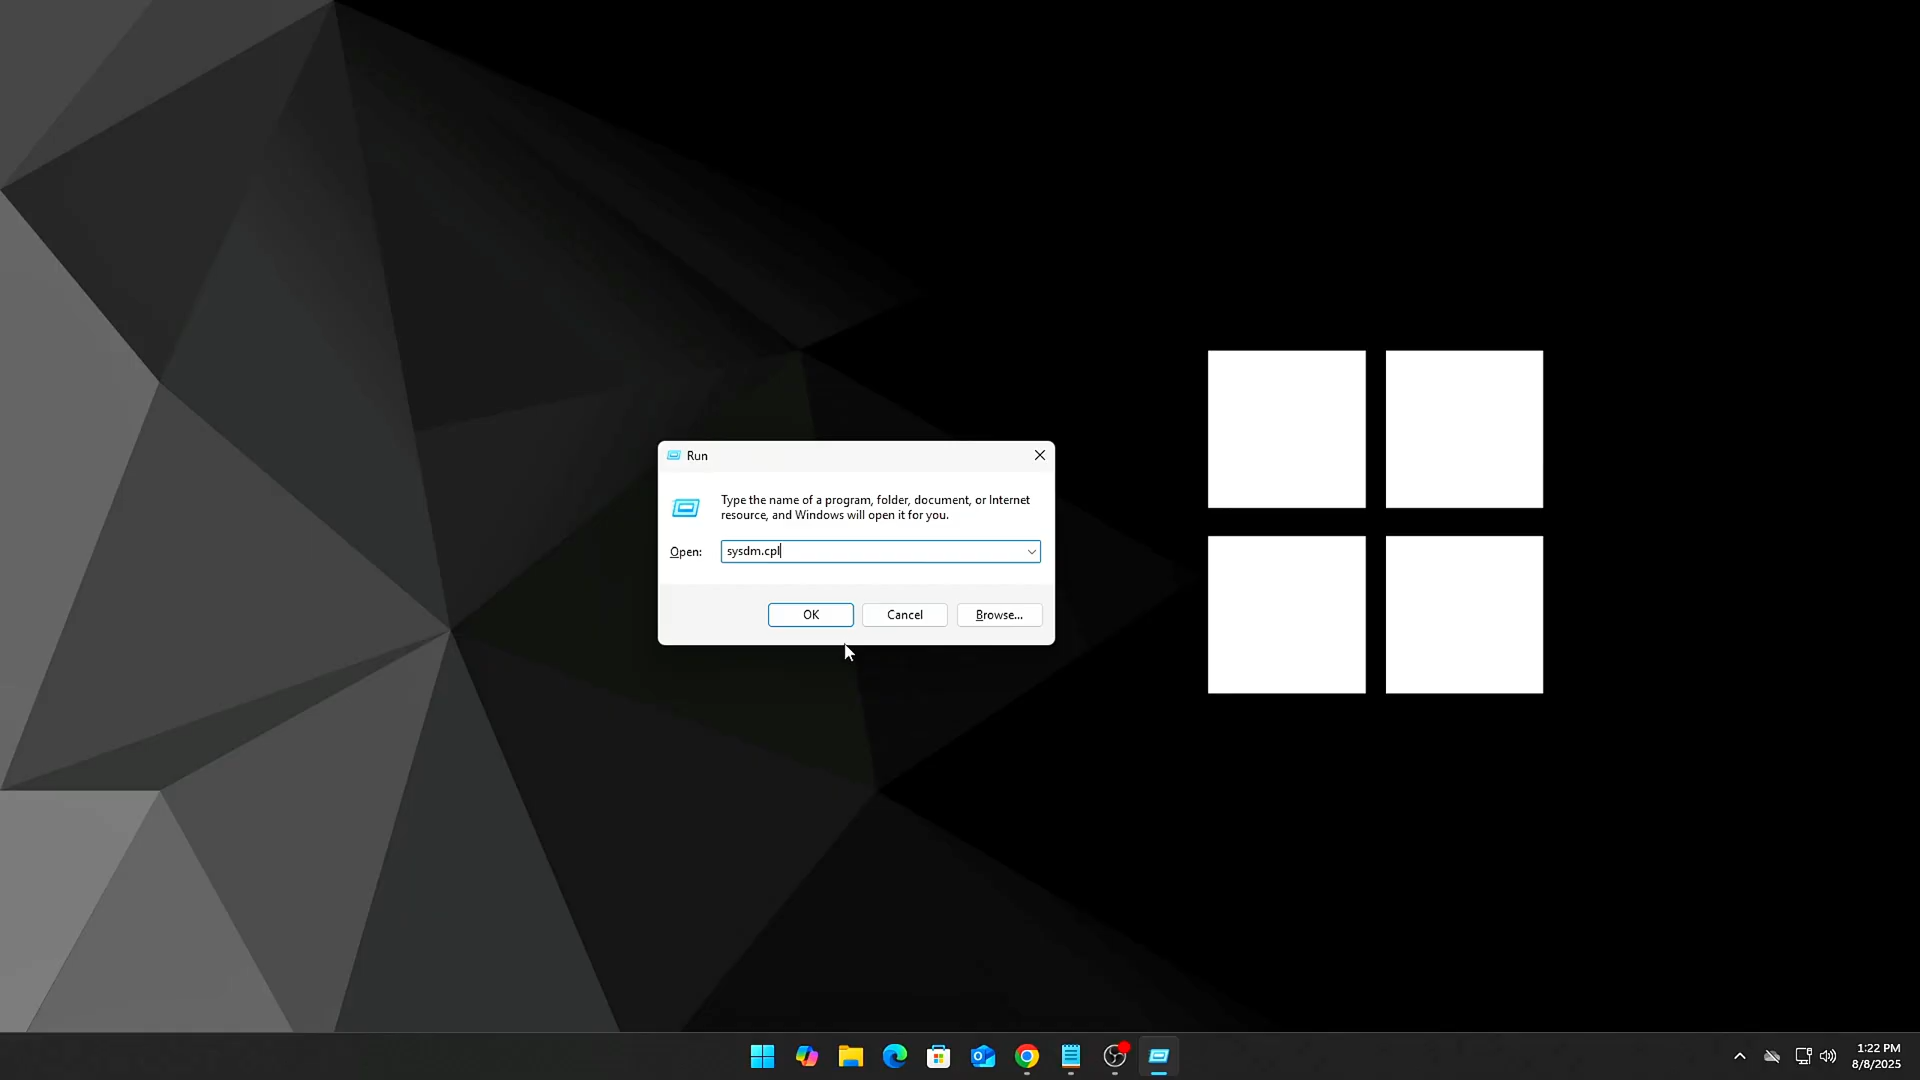 Run
Type the name of a program, folder, document, or Internet
resource, and Windows will open it for you.
Open:
sysdm.cpl
OK
Cancel
Browse...
1:22 PM
8/8/2025